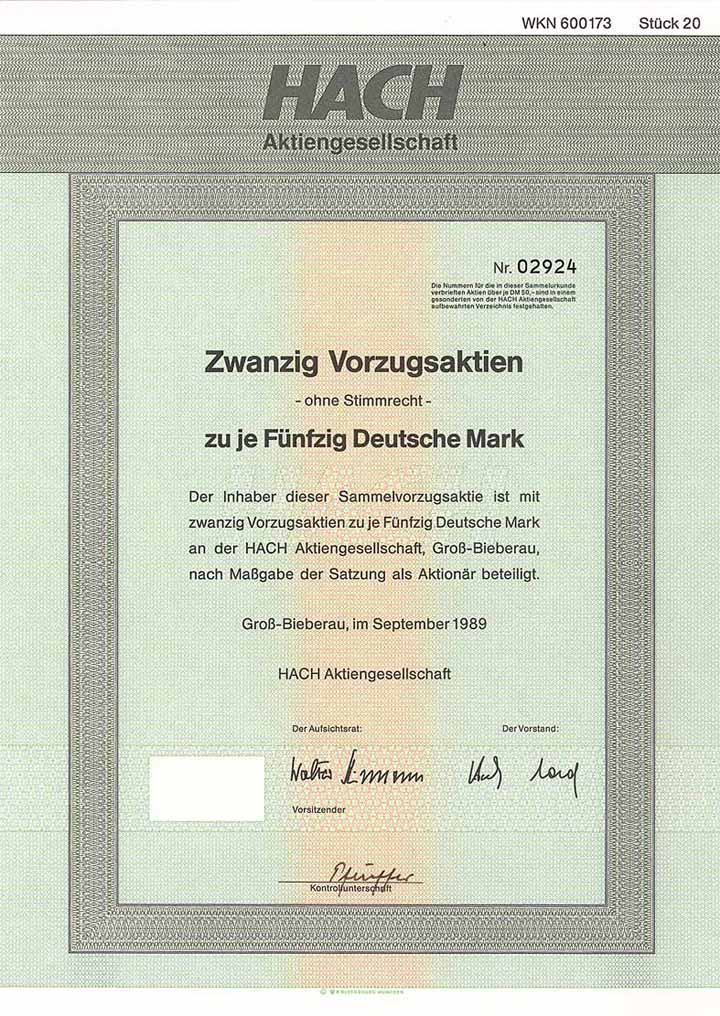 WKN 600173 Stück 20
HACH
Aktiengesellschaft
Nr. 02924
Die Nummern für die in dieser Sammelurkunde
verbrieften Aktien über je DM 50,– sind in einem
gesonderten von der HACH Aktiengesellschaft
aufbewahrten Verzeichnis festgehalten.
Zwanzig Vorzugsaktien
- ohne Stimmrecht -
zu je Fünfzig Deutsche Mark
Der Inhaber dieser Sammelvorzugsaktie ist mit
zwanzig Vorzugsaktien zu je Fünfzig Deutsche Mark
an der HACH Aktiengesellschaft, Groß-Bieberau,
nach Maßgabe der Satzung als Aktionär beteiligt.
Groß-Bieberau, im September 1989
HACH Aktiengesellschaft
Der Aufsichtsrat: Der Vorstand:
Walter
Vorsitzender
Kontrollunterschrift